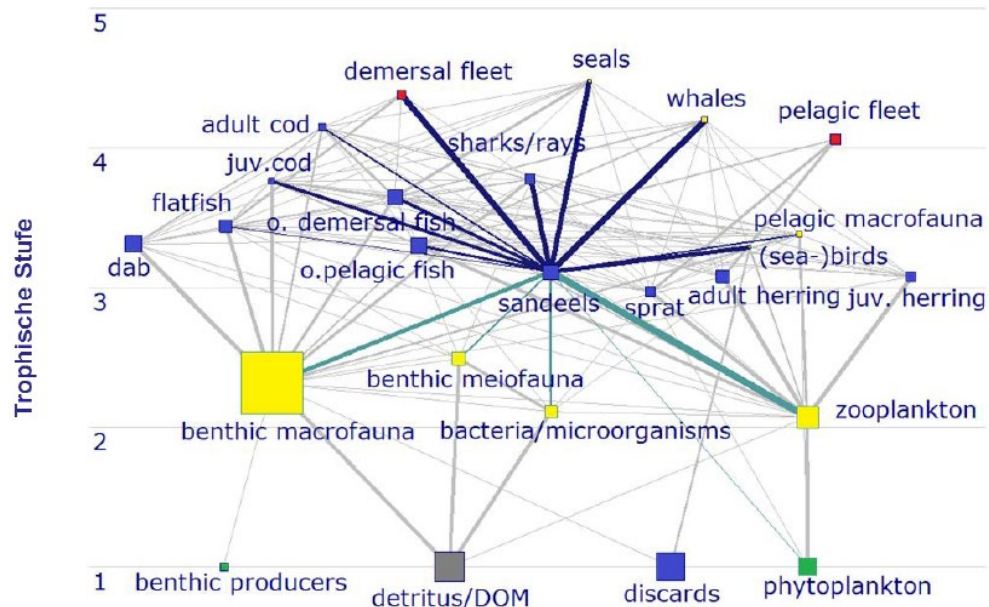 5
seals
demersal fleet
whales
pelagic fleet
adult cod
sharks/rays
4
juv.cod
flatfish
o. demersal fish
pelagic macrofauna
(sea-)birds
dab
o.pelagic fish
3
sandeels
sprat
adult herring
juv. herring
Trophische Stufe
benthic meiofauna
zooplankton
benthic macrofauna
bacteria/microorganisms
2
1
benthic producers
detritus/DOM
discards
phytoplankton